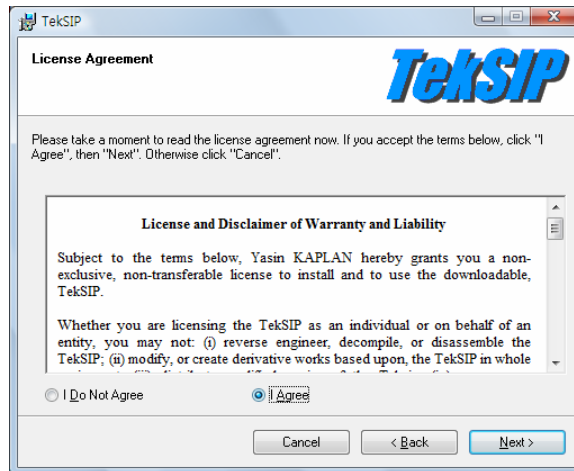 TekSIP
License Agreement
TekSIP
Please take a moment to read the license agreement now. If you accept the terms below, click "I
Agree", then "Next". Otherwise click "Cancel".
License and Disclaimer of Warranty and Liability
Subject to the terms below, Yasin KAPLAN hereby grants you a non-
exclusive, non-transferable license to install and to use the downloadable,
TekSIP.
Whether you are licensing the TekSIP as an individual or on behalf of an
entity, you may not: (i) reverse engineer, decompile, or disassemble the
TekSIP; (ii) modify, or create derivative works based upon, the TekSIP in whole
I Do Not Agree
I Agree
Cancel
< Back
Next >